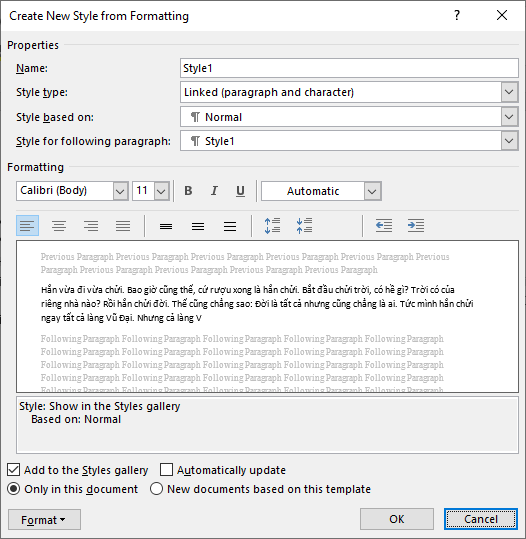 Create New Style from Formatting ? ×
Properties
Name: Style1
Style type: Linked (paragraph and character)
Style based on: ¶ Normal
Style for following paragraph: ¶ Style1
Formatting
Calibri (Body) 11 B I U Automatic
Previous Paragraph Previous Paragraph Previous Paragraph Previous Paragraph Previous Paragraph Previous
Paragraph Previous Paragraph Previous Paragraph Previous Paragraph Previous Paragraph
Hắn vừa đi vừa chửi. Bao giờ cũng thế, cứ rượu xong là hắn chửi. Bắt đầu chửi trời, có hề gì? Trời có của
riêng nhà nào? Rồi hắn chửi đời. Thế cũng chẳng sao: Đời là tất cả nhưng cũng chẳng là ai. Tức mình hắn chửi
ngay tất cả làng Vũ Đại. Nhưng cả làng V
Following Paragraph Following Paragraph Following Paragraph Following Paragraph Following Paragraph
Following Paragraph Following Paragraph Following Paragraph Following Paragraph Following Paragraph
Following Paragraph Following Paragraph Following Paragraph Following Paragraph Following Paragraph
Following Paragraph Following Paragraph Following Paragraph Following Paragraph Following Paragraph
Following Paragraph Following Paragraph Following Paragraph Following Paragraph Following Paragraph
Style: Show in the Styles gallery
Based on: Normal
Add to the Styles gallery Automatically update
Only in this document New documents based on this template
Format OK Cancel